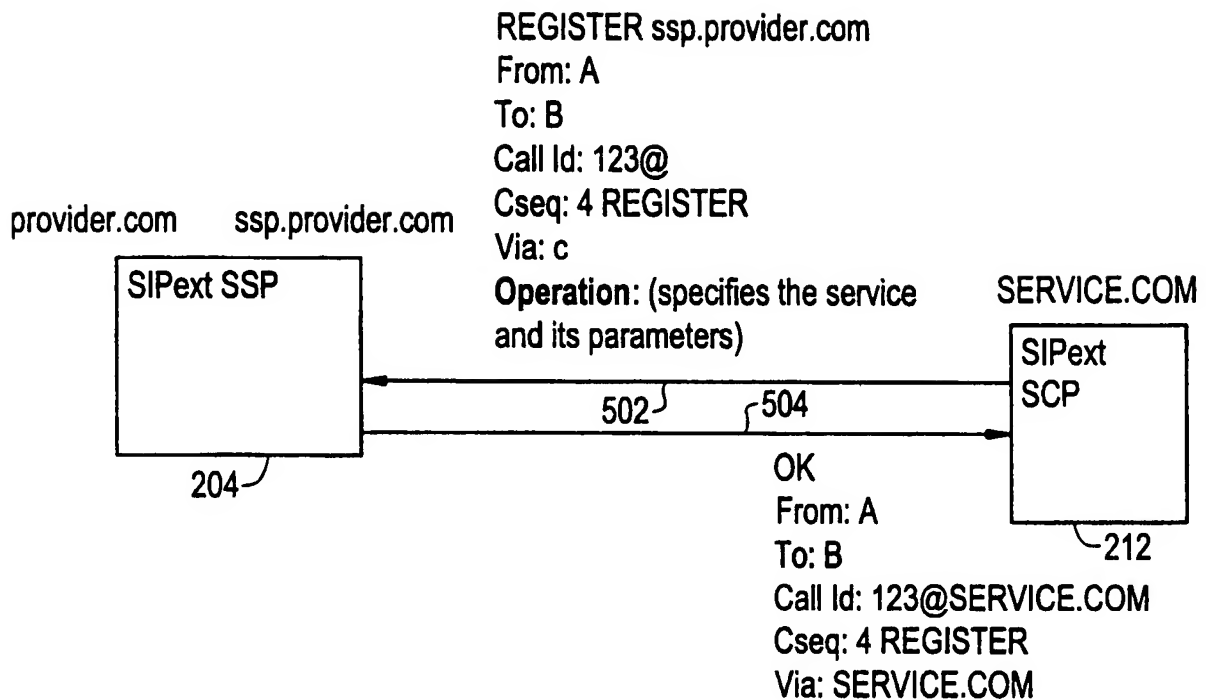 REGISTER ssp.provider.com
From: A
To: B
Call Id: 123@
Cseq: 4 REGISTER
Via: c
Operation: (specifies the service
and its parameters)
provider.com ssp.provider.com
SIPext SSP
204
SERVICE.COM
SIPext
SCP
212
502
504
OK
From: A
To: B
Call Id: 123@SERVICE.COM
Cseq: 4 REGISTER
Via: SERVICE.COM